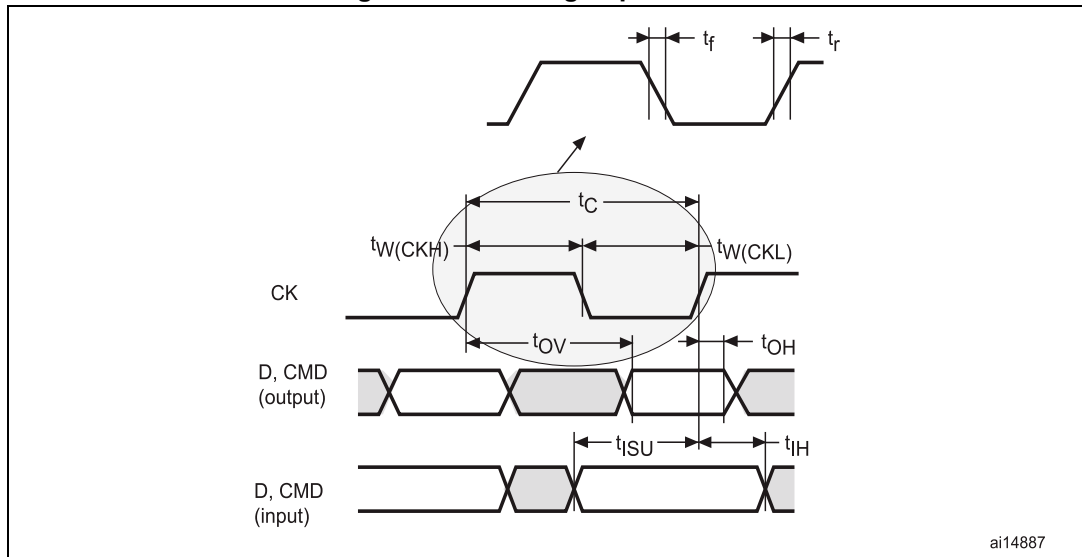 tf
tr
tC
tW(CKH)
tW(CKL)
CK
tOV
tOH
D, CMD
(output)
tISU
tIH
D, CMD
(input)
ai14887